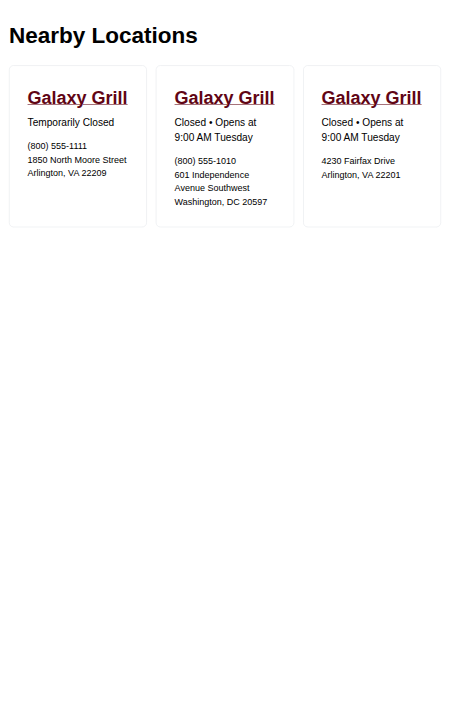 Nearby Locations
Galaxy Grill
Temporarily Closed
(800) 555-1111
1850 North Moore Street
Arlington, VA 22209
Galaxy Grill
Closed • Opens at
9:00 AM Tuesday
(800) 555-1010
601 Independence
Avenue Southwest
Washington, DC 20597
Galaxy Grill
Closed • Opens at
9:00 AM Tuesday
4230 Fairfax Drive
Arlington, VA 22201